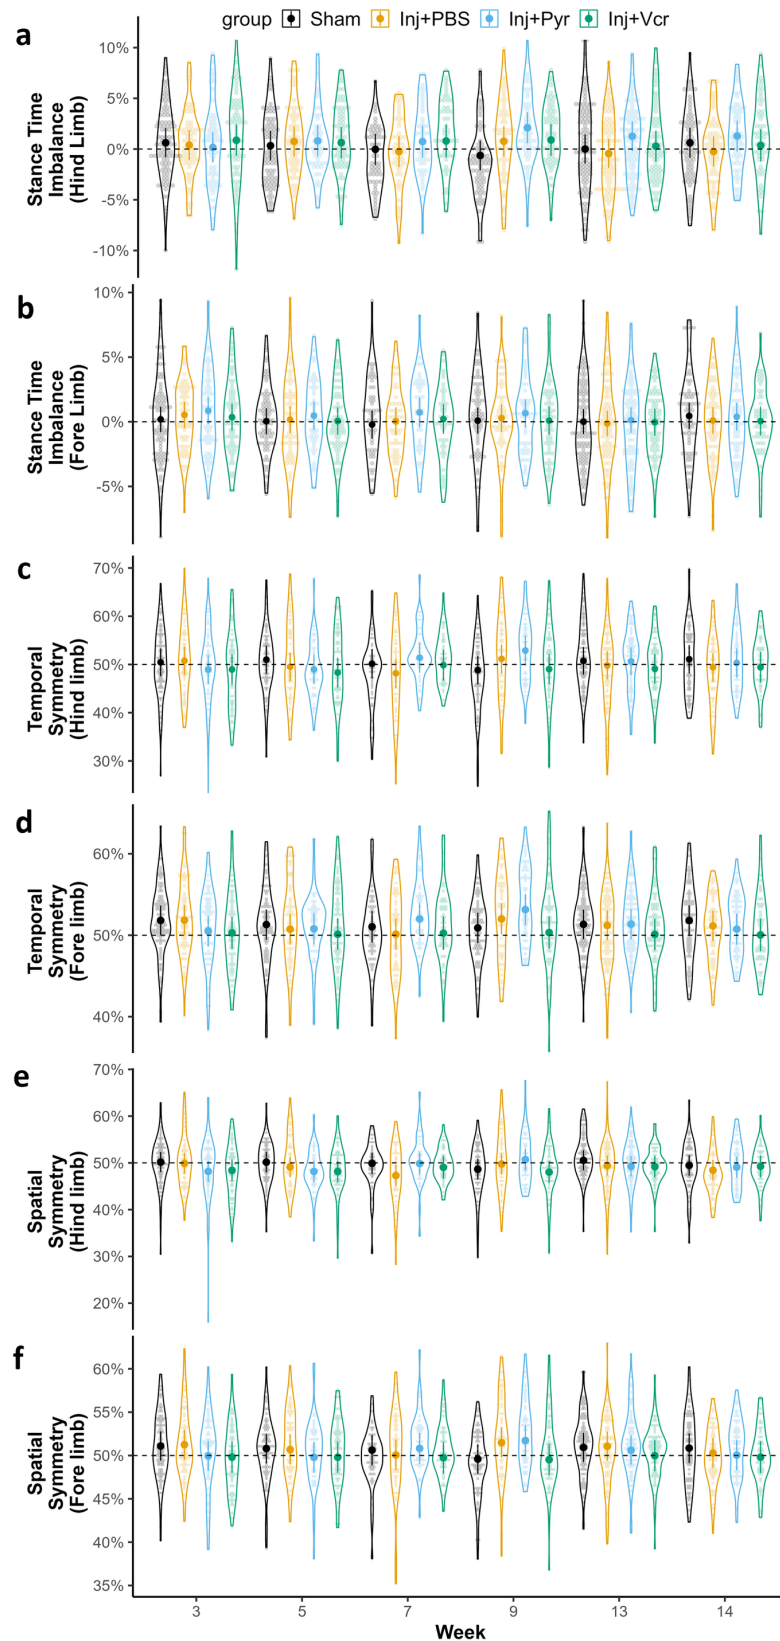 group Sham Inj+PBS Inj+Pyr Inj+Vcr
a
Stance Time
Imbalance
(Hind Limb)
10%
5%
0%
-5%
-10%
b
Stance Time
Imbalance
(Fore Limb)
10%
5%
0%
-5%
c
Temporal
Symmetry
(Hind limb)
70%
60%
50%
40%
30%
d
Temporal
Symmetry
(Fore limb)
60%
50%
40%
e
Spatial
Symmetry
(Hind limb)
70%
60%
50%
40%
30%
20%
f
Spatial
Symmetry
(Fore limb)
60%
55%
50%
45%
40%
35%
3 5 7 9 13 14
Week